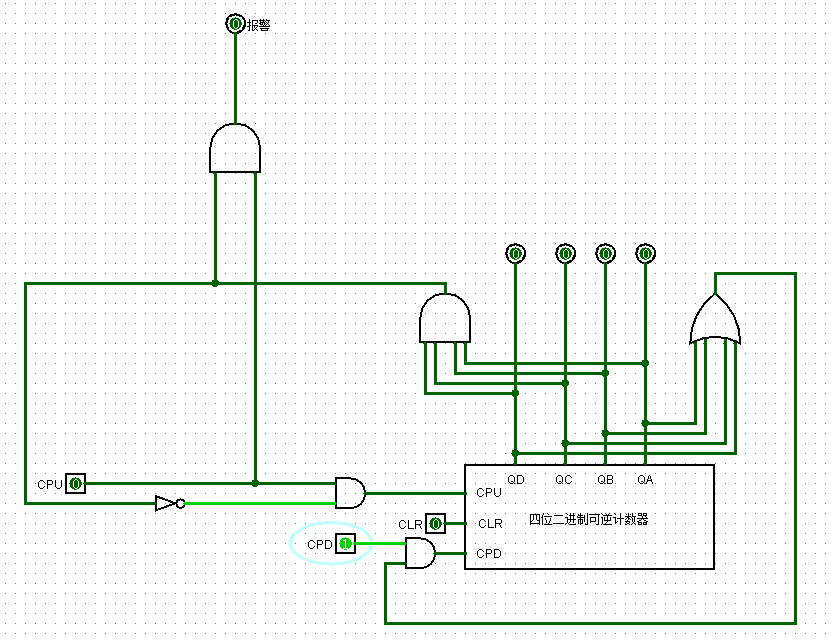 0 报警
0 0 0 0
QD QC QB QA
CPU 0
CPU
四位二进制可逆计数器
CLR 0 CLR
CPD 1
CPD